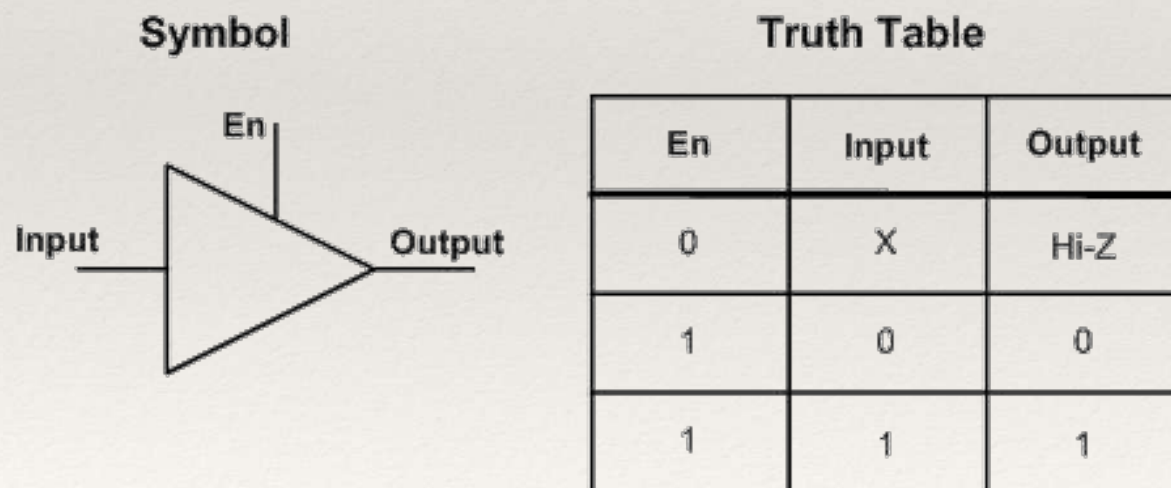 Symbol
En
Input
Output
Truth Table
En Input Output
0 X Hi-Z
1 0 0
1 1 1